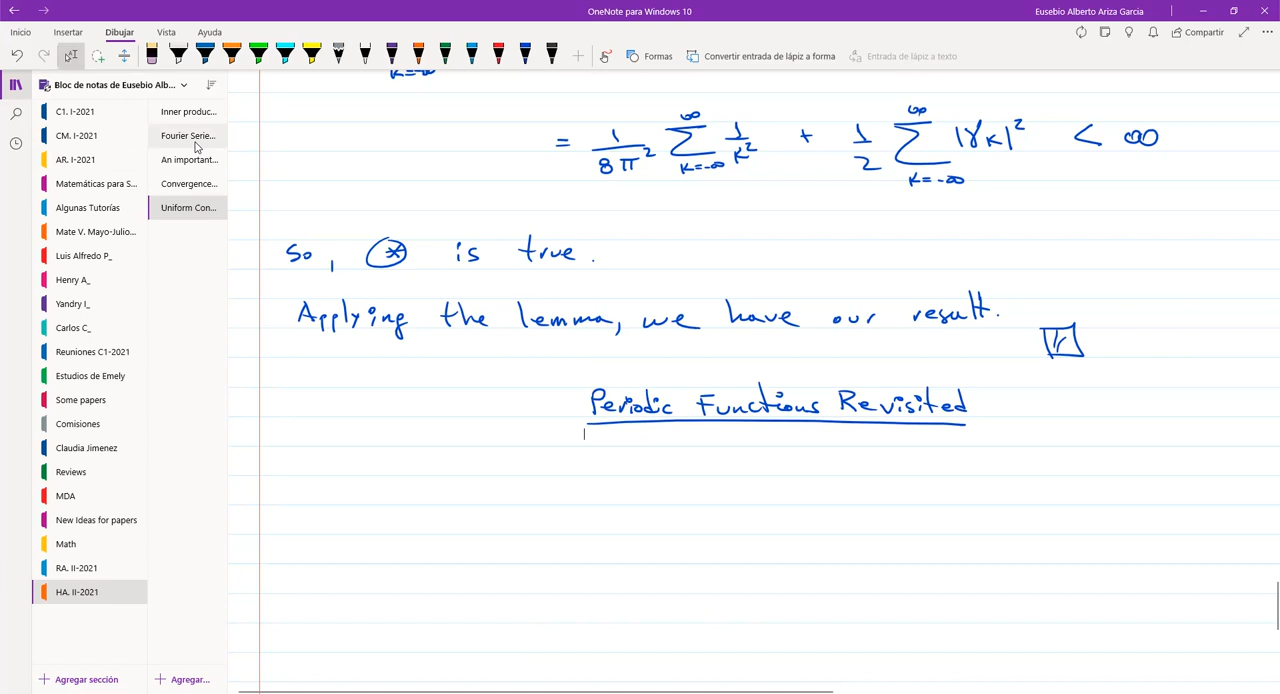 OneNote para Windows 10
Eusebio Alberto Ariza Garcia
Inicio
Insertar
Dibujar
Vista
Ayuda
Compartir
Formas
Convertir entrada de lápiz a forma
Entrada de lápiz a texto
Bloc de notas de Eusebio Alb...
C1. I-2021
CM. I-2021
AR. I-2021
Matemáticas para S...
Algunas Tutorías
Mate V. Mayo-Julio...
Luis Alfredo P_
Henry A_
Yandry I_
Carlos C_
Reuniones C1-2021
Estudios de Emely
Some papers
Comisiones
Claudia Jimenez
Reviews
MDA
New Ideas for papers
Math
RA. II-2021
HA. II-2021
Agregar sección
Inner produc...
Fourier Serie...
An important...
Convergence...
Uniform Con...
Agregar...
K=-∞
= 1/8π² ∑ K=-∞ ∞ 1/K² + 1/2 ∑ K=-∞ ∞ |γK|² < ∞
So, ⊛ is true.
Applying the lemma, we have our result.
Periodic Functions Revisited